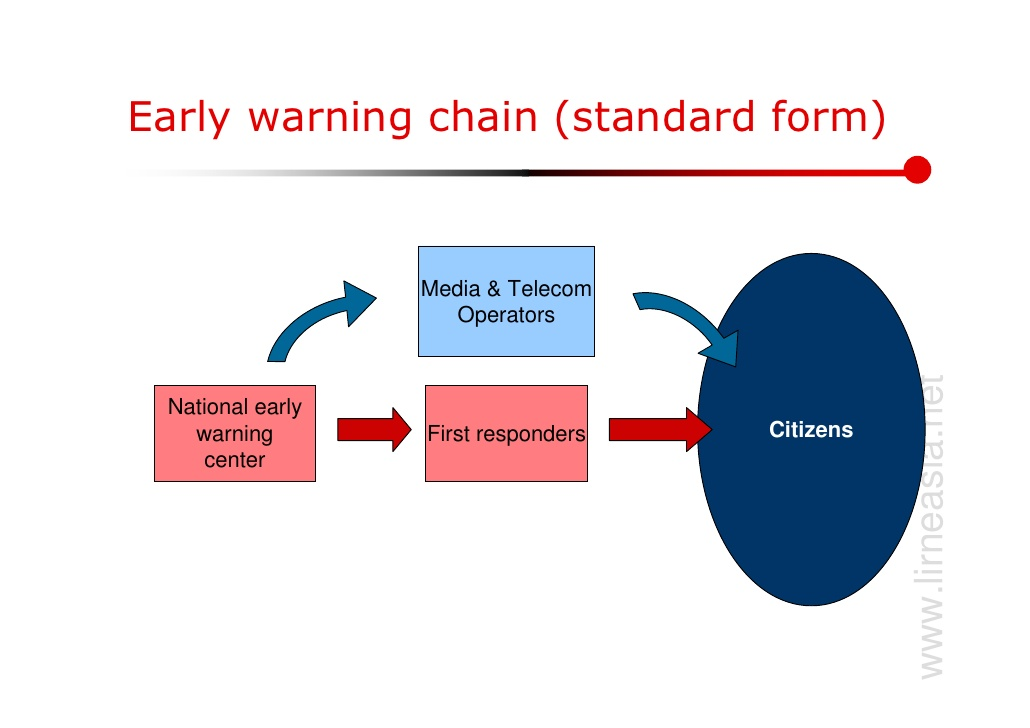 Early warning chain (standard form)
Media & Telecom
Operators
National early
warning
center
First responders
Citizens
www.lirneasia.net